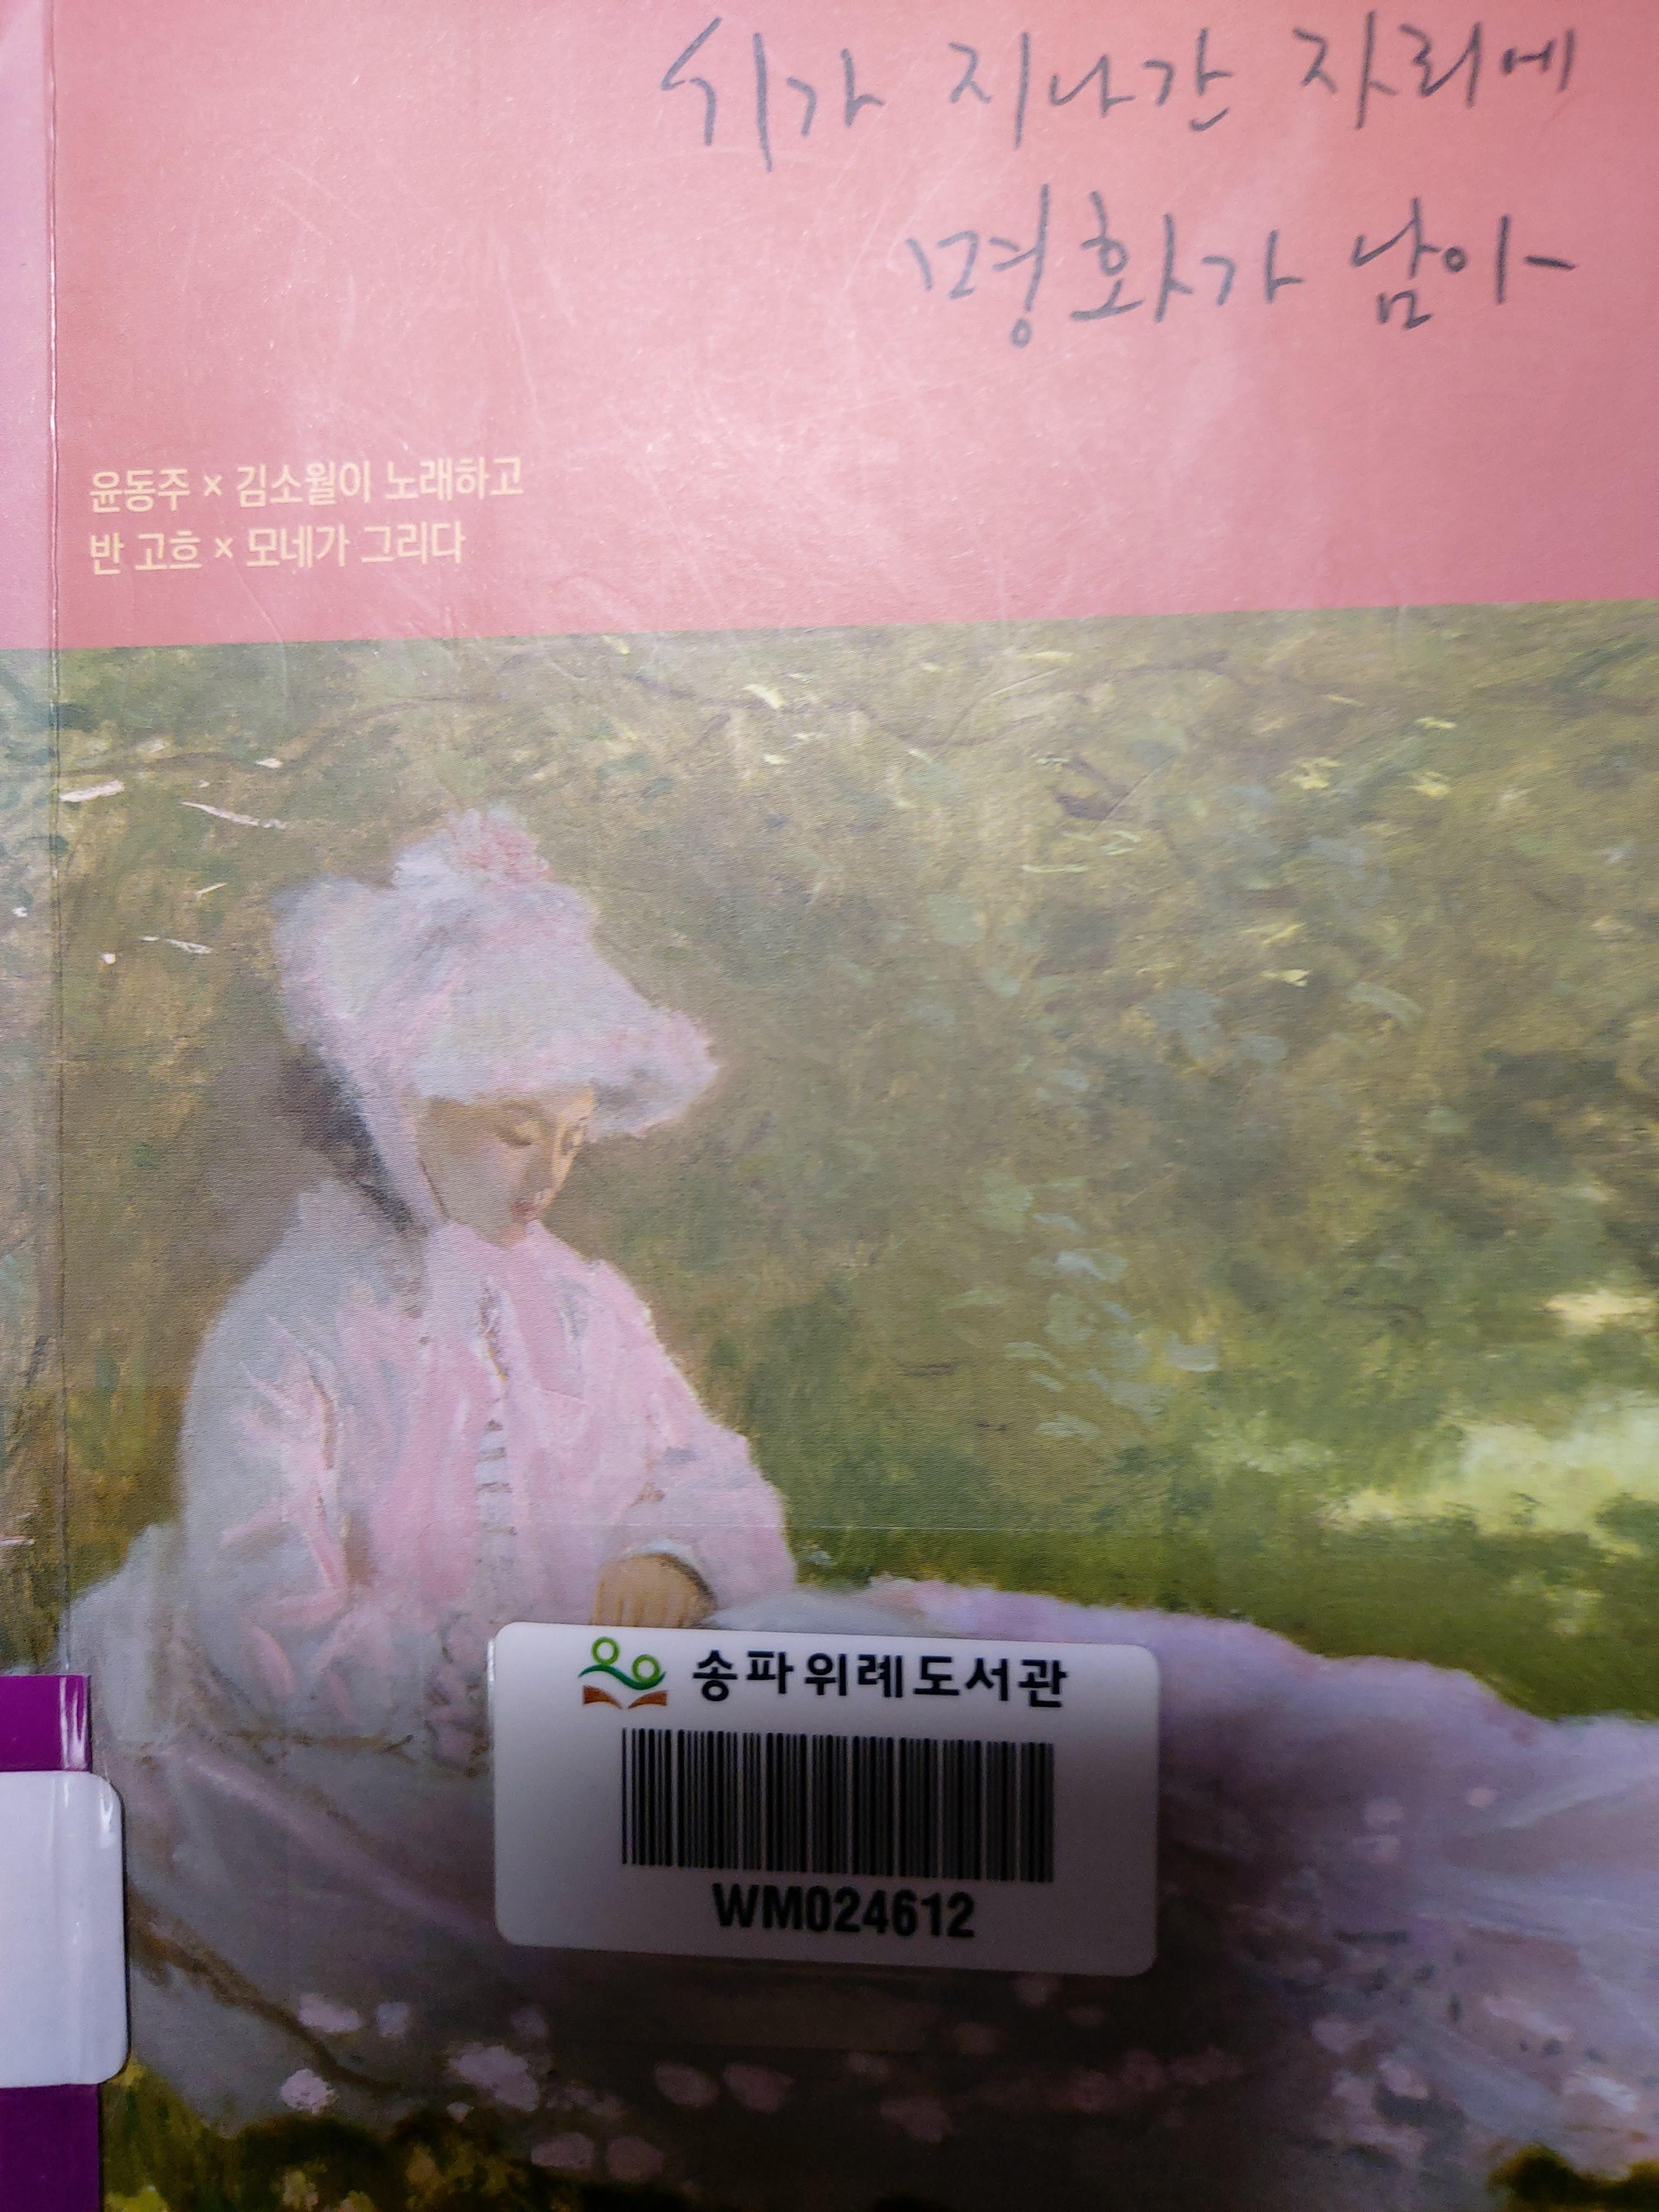 시가 지나간 자리에
명화가 남아
윤동주 × 김소월이 노래하고
반 고흐 × 모네가 그리다
송파위례도서관
WM024612